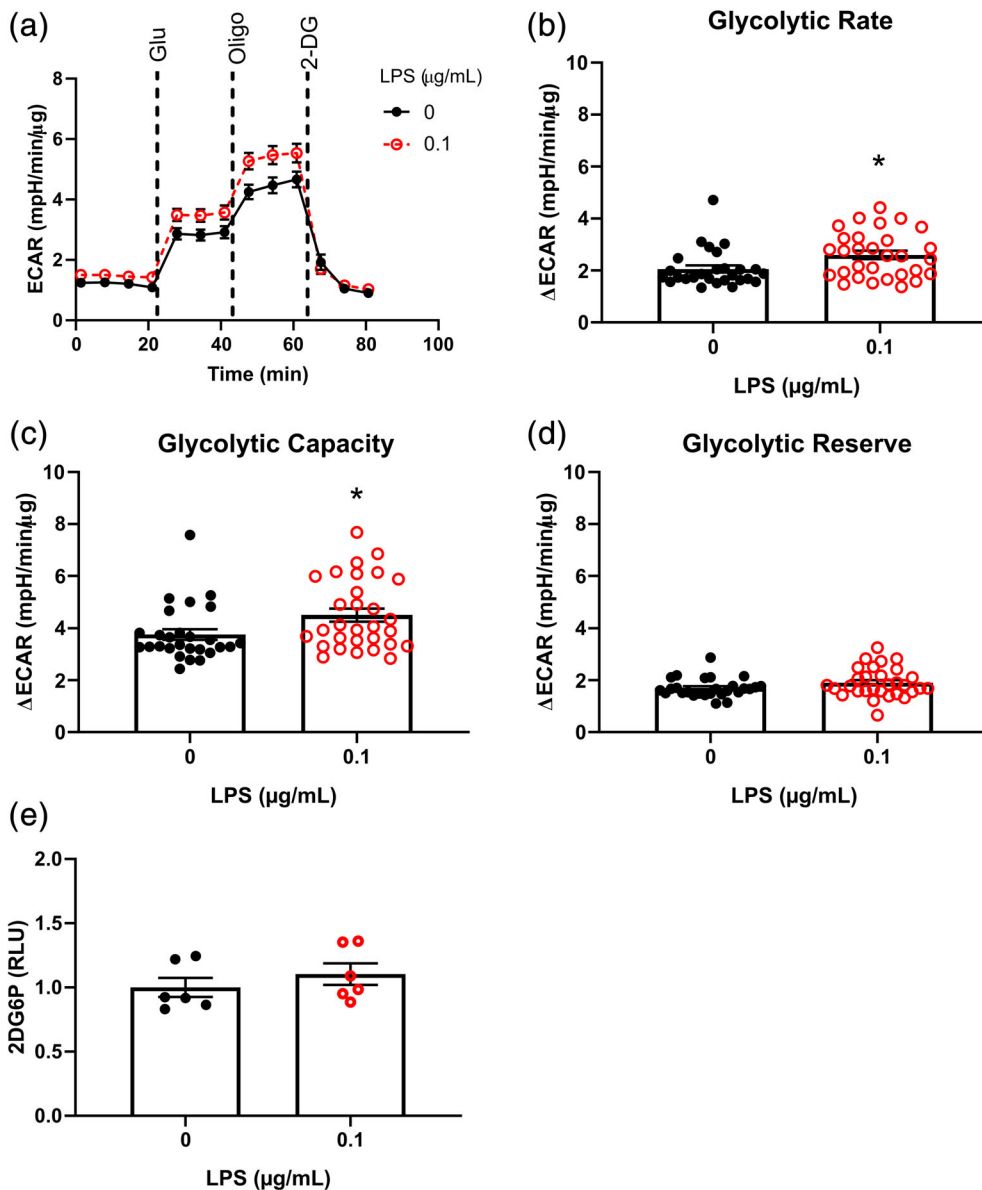 (a)
Glu
Oligo
2-DG
LPS (μg/mL)
0
0.1
ECAR (mpH/min/μg)
8
6
4
2
0
0 20 40 60 80 100
Time (min)
(b)
Glycolytic Rate
ΔECAR (mpH/min/μg)
10
8
6
4
2
0
*
0 0.1
LPS (μg/mL)
(c)
Glycolytic Capacity
ΔECAR (mpH/min/μg)
10
8
6
4
2
0
*
0 0.1
LPS (μg/mL)
(d)
Glycolytic Reserve
ΔECAR (mpH/min/μg)
10
8
6
4
2
0
0 0.1
LPS (μg/mL)
(e)
2DG6P (RLU)
2.0
1.5
1.0
0.5
0.0
0 0.1
LPS (μg/mL)